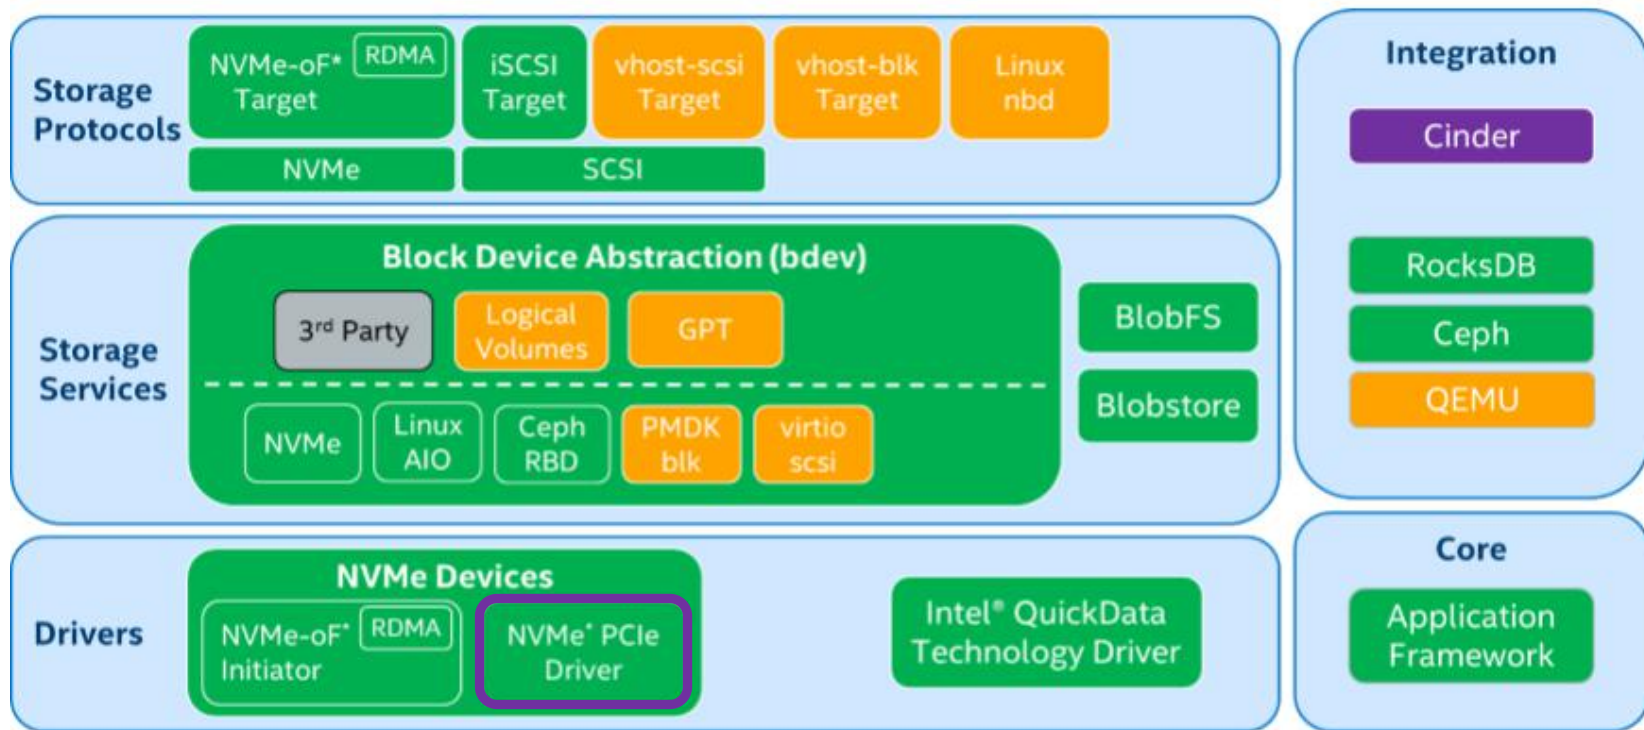 Storage
Protocols
NVMe-oF* RDMA
Target
iSCSI
Target
vhost-scsi
Target
vhost-blk
Target
Linux
nbd
NVMe
SCSI
Storage
Services
Block Device Abstraction (bdev)
3rd Party
Logical
Volumes
GPT
NVMe
Linux
AIO
Ceph
RBD
PMDK
blk
virtio
scsi
BlobFS
Blobstore
Drivers
NVMe Devices
NVMe-oF* RDMA
Initiator
NVMe* PCIe
Driver
Intel® QuickData
Technology Driver
Integration
Cinder
RocksDB
Ceph
QEMU
Core
Application
Framework